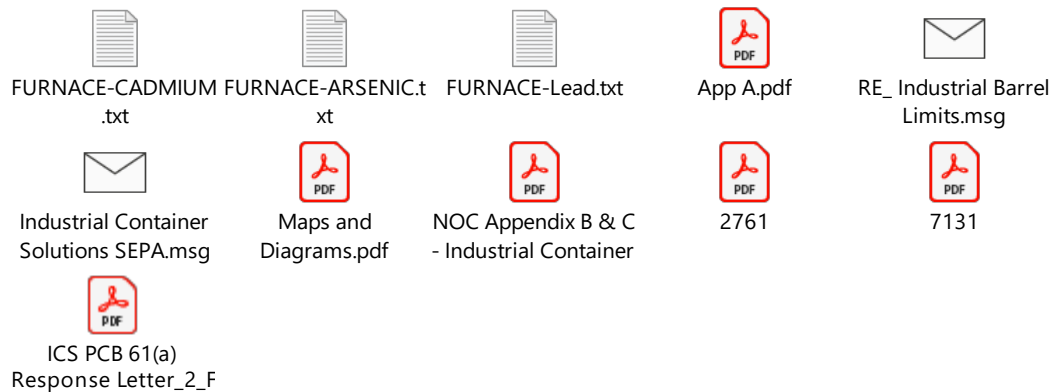 FURNACE-CADMIUM
.txt
FURNACE-ARSENIC.t
xt
FURNACE-Lead.txt
PDF
App A.pdf
RE_ Industrial Barrel
Limits.msg
Industrial Container
Solutions SEPA.msg
PDF
Maps and
Diagrams.pdf
PDF
NOC Appendix B & C
- Industrial Container
PDF
2761
PDF
7131
PDF
ICS PCB 61(a)
Response Letter_2_F